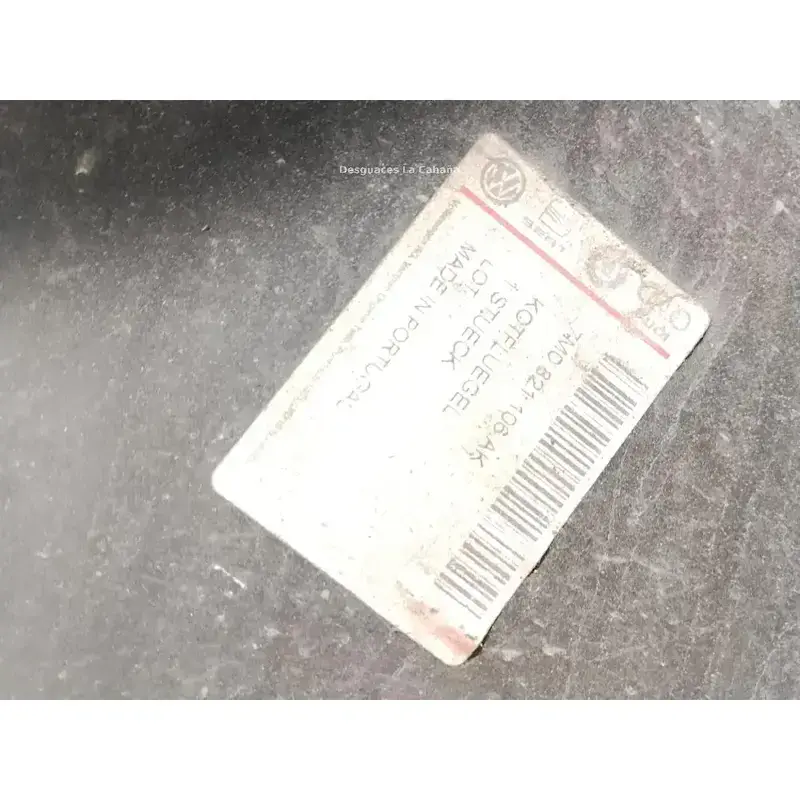 Desguaces La Cabaña
7M0 821 106 AK
KOTFLUEGEL
1 STUECK
LOT
MADE IN PORTUGAL